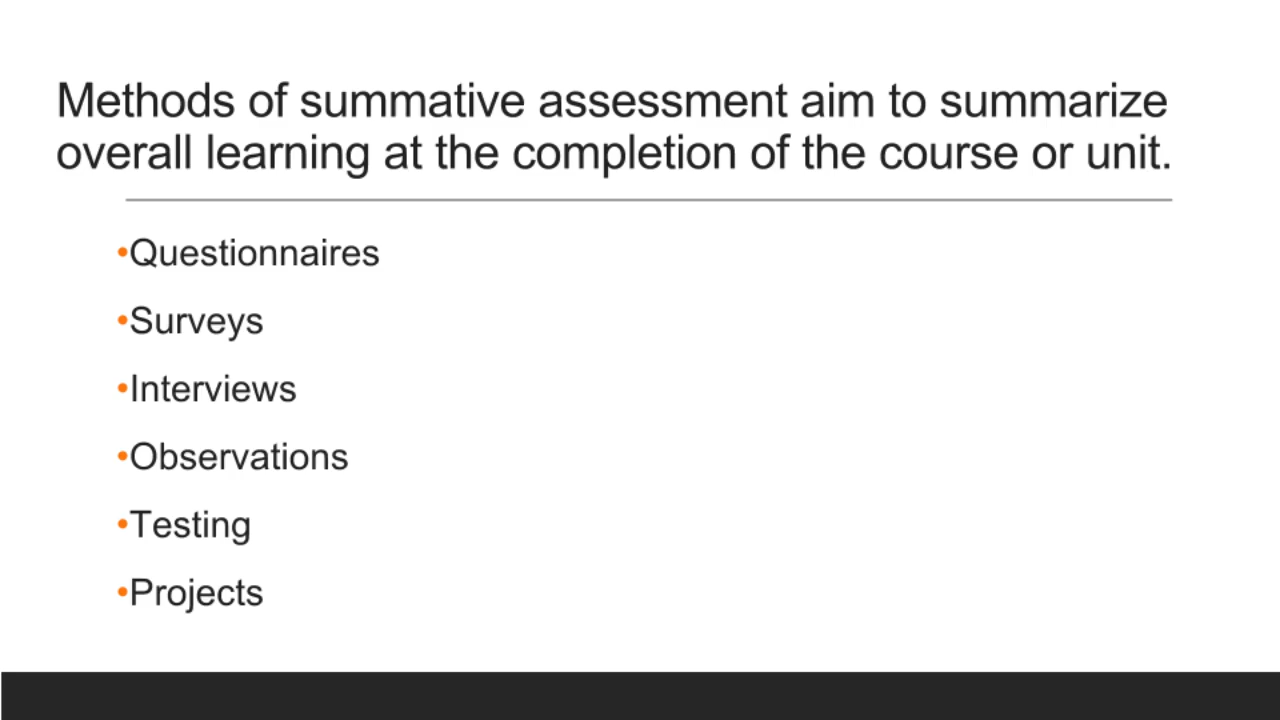 Methods of summative assessment aim to summarize
overall learning at the completion of the course or unit.
•Questionnaires
•Surveys
•Interviews
•Observations
•Testing
•Projects